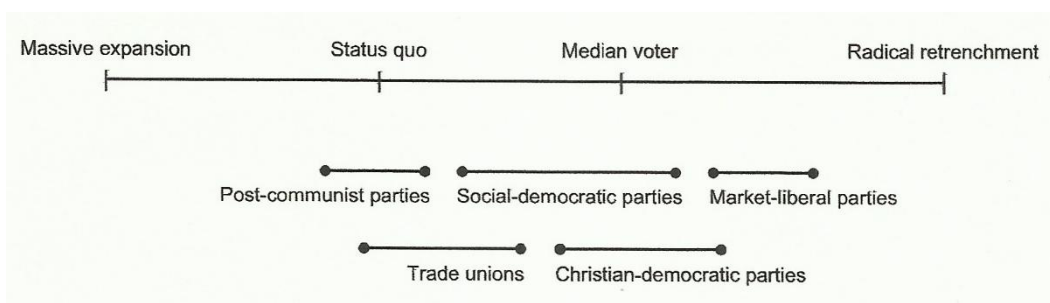 Massive expansion Status quo Median voter Radical retrenchment
Post-communist parties Social-democratic parties Market-liberal parties
Trade unions Christian-democratic parties